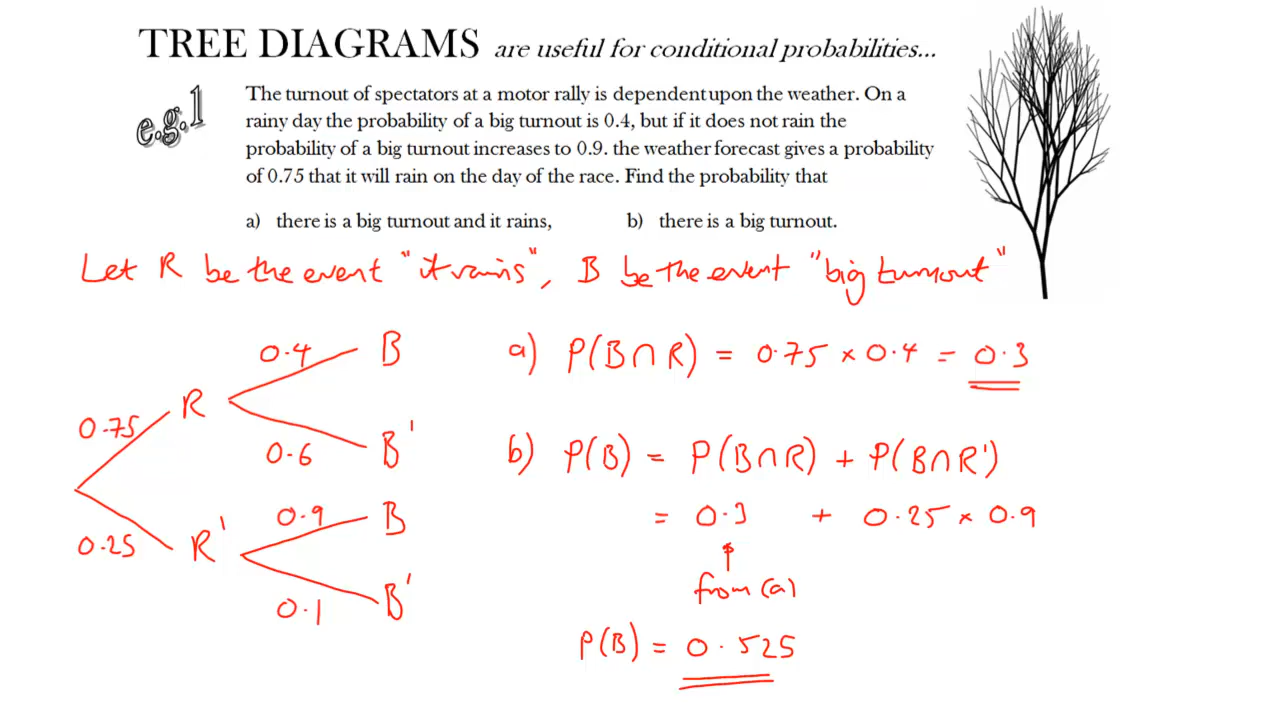 TREE DIAGRAMS are useful for conditional probabilities...
e.g.1
The turnout of spectators at a motor rally is dependent upon the weather. On a
rainy day the probability of a big turnout is 0.4, but if it does not rain the
probability of a big turnout increases to 0.9. the weather forecast gives a probability
of 0.75 that it will rain on the day of the race. Find the probability that
a) there is a big turnout and it rains, b) there is a big turnout.
Let R be the event "it rains", B be the event "big turnout"
0.4 B
0.75 R
0.6 B'
0.9 B
0.25 R'
0.1 B'
a) P(B∩R) = 0.75 × 0.4 = 0.3
b) P(B) = P(B∩R) + P(B∩R')
= 0.3 + 0.25 × 0.9
from (a)
P(B) = 0.525